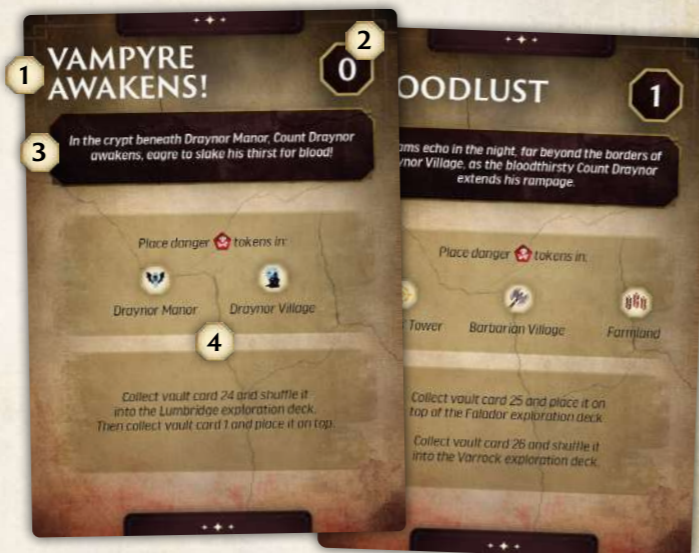 1
VAMPYRE
AWAKENS!
2
0
3
In the crypt beneath Draynor Manor, Count Draynor
awakens, eagre to slake his thirst for blood!
Place danger tokens in:
Draynor Manor
Draynor Village
4
Collect vault card 24 and shuffle it
into the Lumbridge exploration deck.
Then collect vault card 1 and place it on top.
OODLUST
1
ams echo in the night, far beyond the borders of
ynor Village, as the bloodthirsty Count Draynor
extends his rampage.
Place danger tokens in:
Tower
Barbarian Village
Farmland
Collect vault card 25 and place it on
top of the Falador exploration deck
Collect vault card 26 and shuffle it
into the Varrock exploration deck.